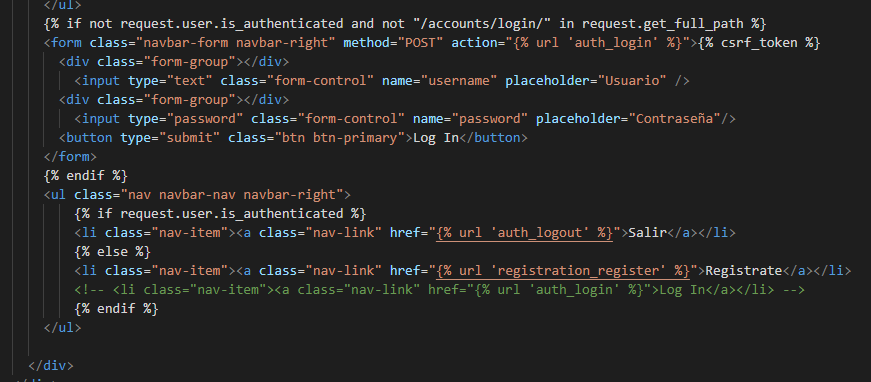 </ul>
{% if not request.user.is_authenticated and not "/accounts/login/" in request.get_full_path %}
<form class="navbar-form navbar-right" method="POST" action="{% url 'auth_login' %}">{% csrf_token %}
<div class="form-group"></div>
<input type="text" class="form-control" name="username" placeholder="Usuario" />
<div class="form-group"></div>
<input type="password" class="form-control" name="password" placeholder="Contraseña"/>
<button type="submit" class="btn btn-primary">Log In</button>
</form>
{% endif %}
<ul class="nav navbar-nav navbar-right">
{% if request.user.is_authenticated %}
<li class="nav-item"><a class="nav-link" href="{% url 'auth_logout' %}">Salir</a></li>
{% else %}
<li class="nav-item"><a class="nav-link" href="{% url 'registration_register' %}">Registrate</a></li>
<!-- <li class="nav-item"><a class="nav-link" href="{% url 'auth_login' %}">Log In</a></li> -->
{% endif %}
</ul>
</div>